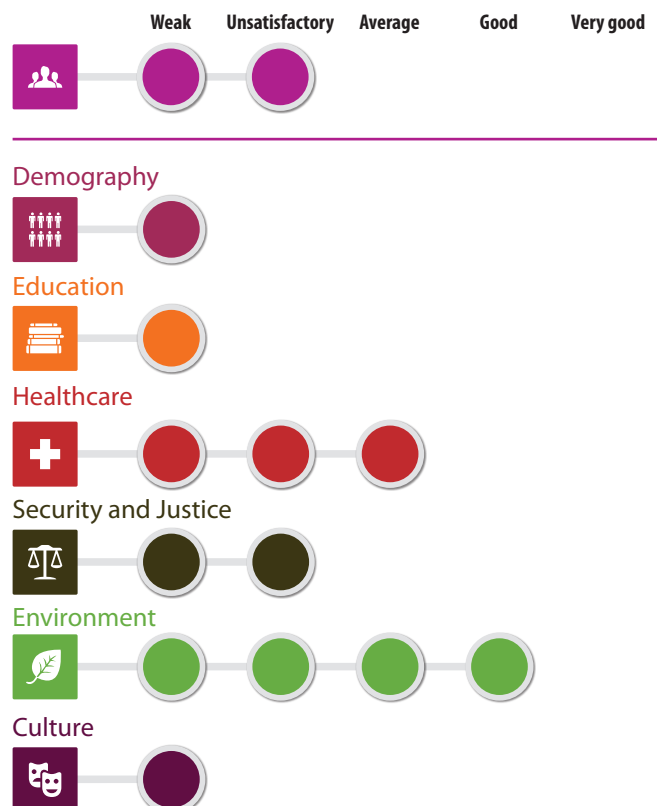 Weak Unsatisfactory Average Good Very good
Demography
Education
Healthcare
Security and Justice
Environment
Culture